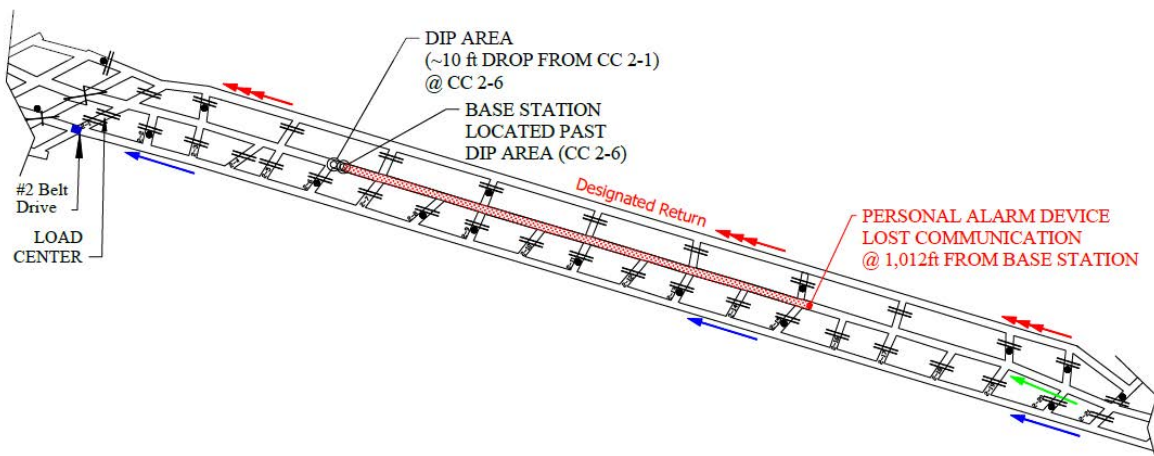 DIP AREA
(~10 ft DROP FROM CC 2-1)
@ CC 2-6
BASE STATION
LOCATED PAST
DIP AREA (CC 2-6)
#2 Belt
Drive
LOAD
CENTER
Designated Return
PERSONAL ALARM DEVICE
LOST COMMUNICATION
@ 1,012ft FROM BASE STATION